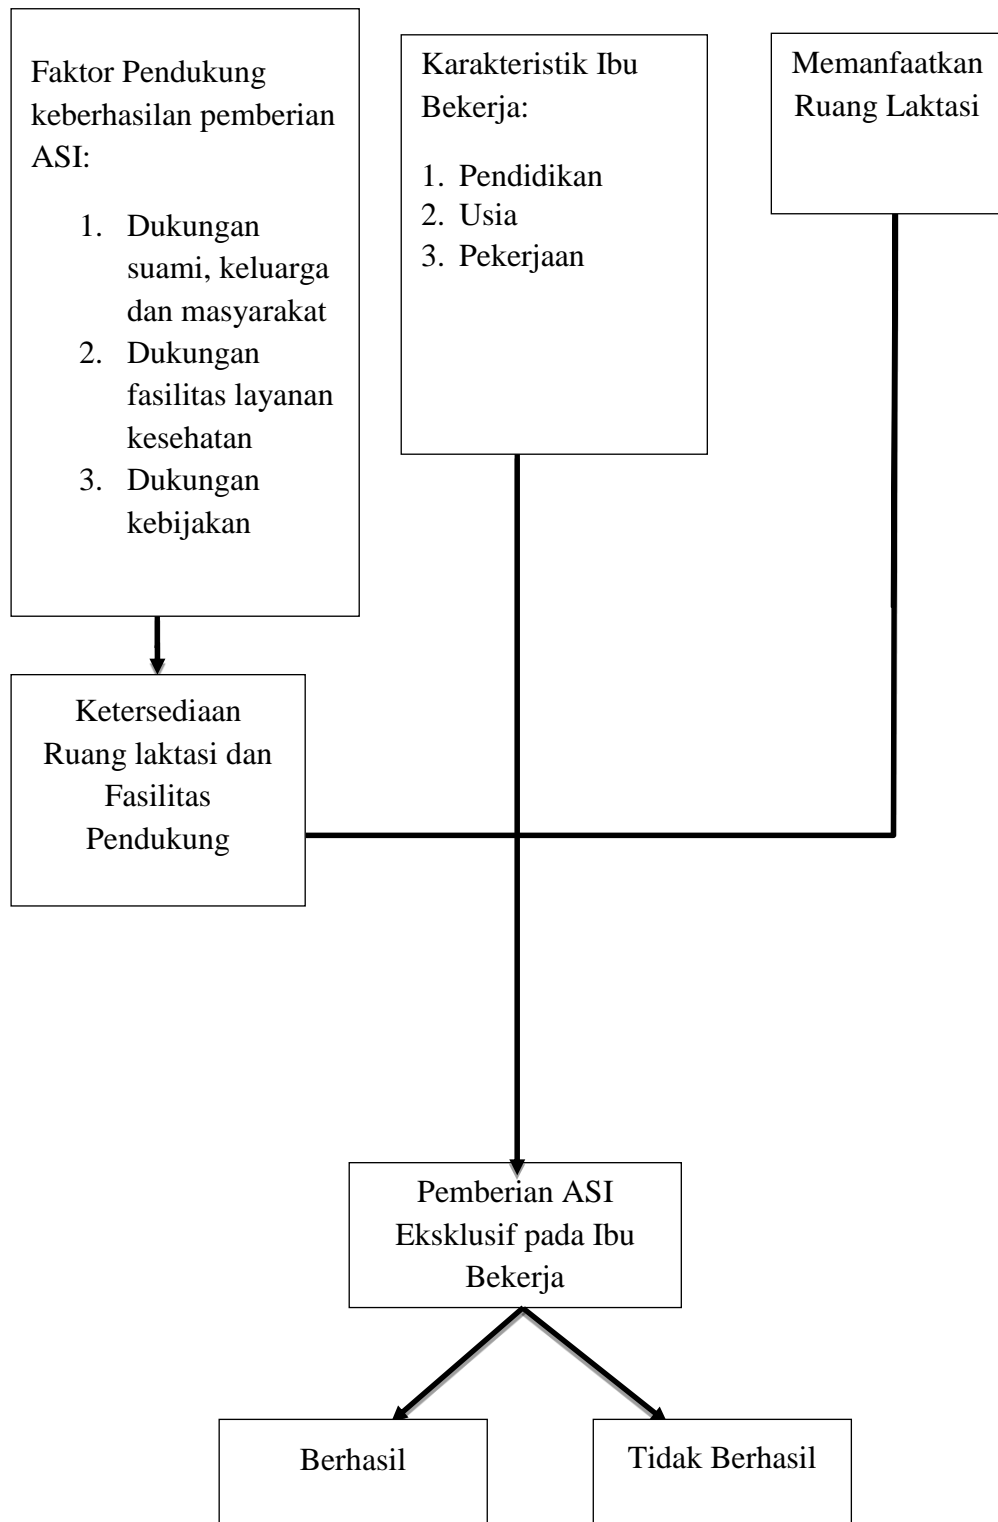 Faktor Pendukung
keberhasilan pemberian
ASI:
1. Dukungan
suami, keluarga
dan masyarakat
2. Dukungan
fasilitas layanan
kesehatan
3. Dukungan
kebijakan
Karakteristik Ibu
Bekerja:
1. Pendidikan
2. Usia
3. Pekerjaan
Memanfaatkan
Ruang Laktasi
Ketersediaan
Ruang laktasi dan
Fasilitas
Pendukung
Pemberian ASI
Eksklusif pada Ibu
Bekerja
Berhasil
Tidak Berhasil